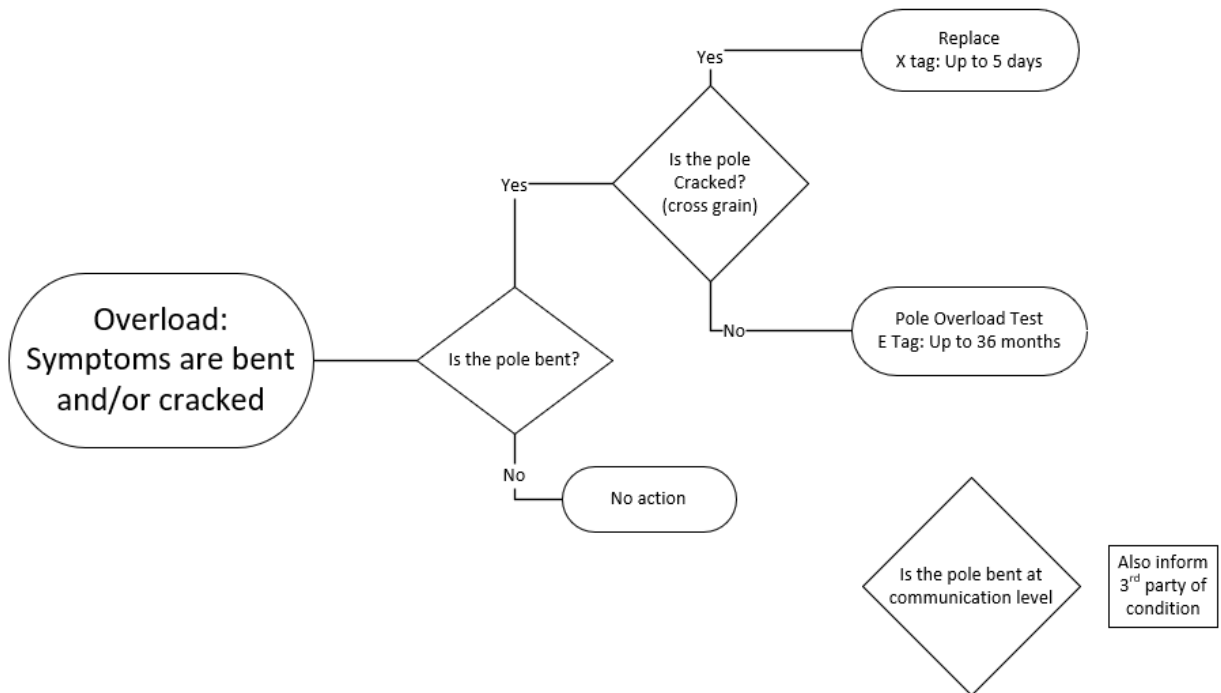 Yes
Replace
X tag: Up to 5 days
Is the pole
Cracked?
(cross grain)
Yes
Overload:
Symptoms are bent
and/or cracked
Is the pole bent?
No
Pole Overload Test
E Tag: Up to 36 months
No
No action
Is the pole bent at
communication level
Also inform
3rd party of
condition